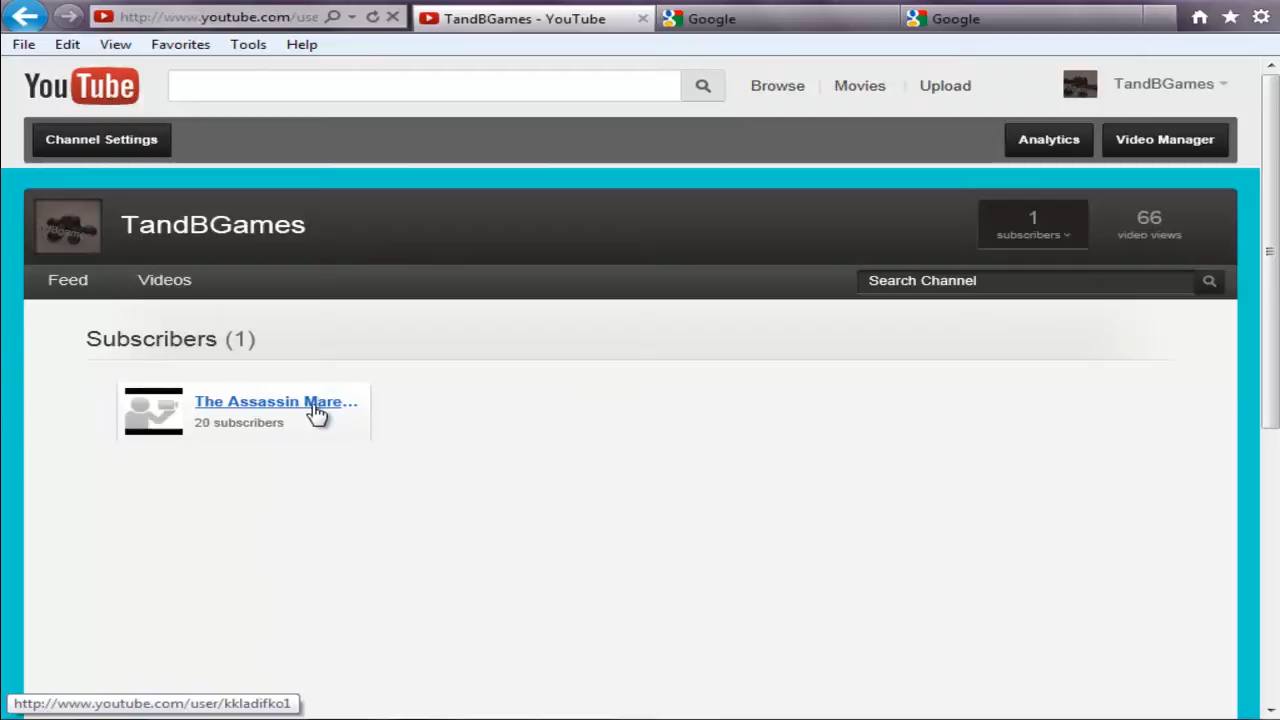 http://www.youtube.com/use
TandBGames - YouTube
Google
Google
File Edit View Favorites Tools Help
YouTube
Browse Movies Upload
TandBGames
Channel Settings
Analytics
Video Manager
TandBGames
1
subscribers
66
video views
Feed Videos
Search Channel
Subscribers (1)
The Assassin Mare...
20 subscribers
http://www.youtube.com/user/kkladifko1